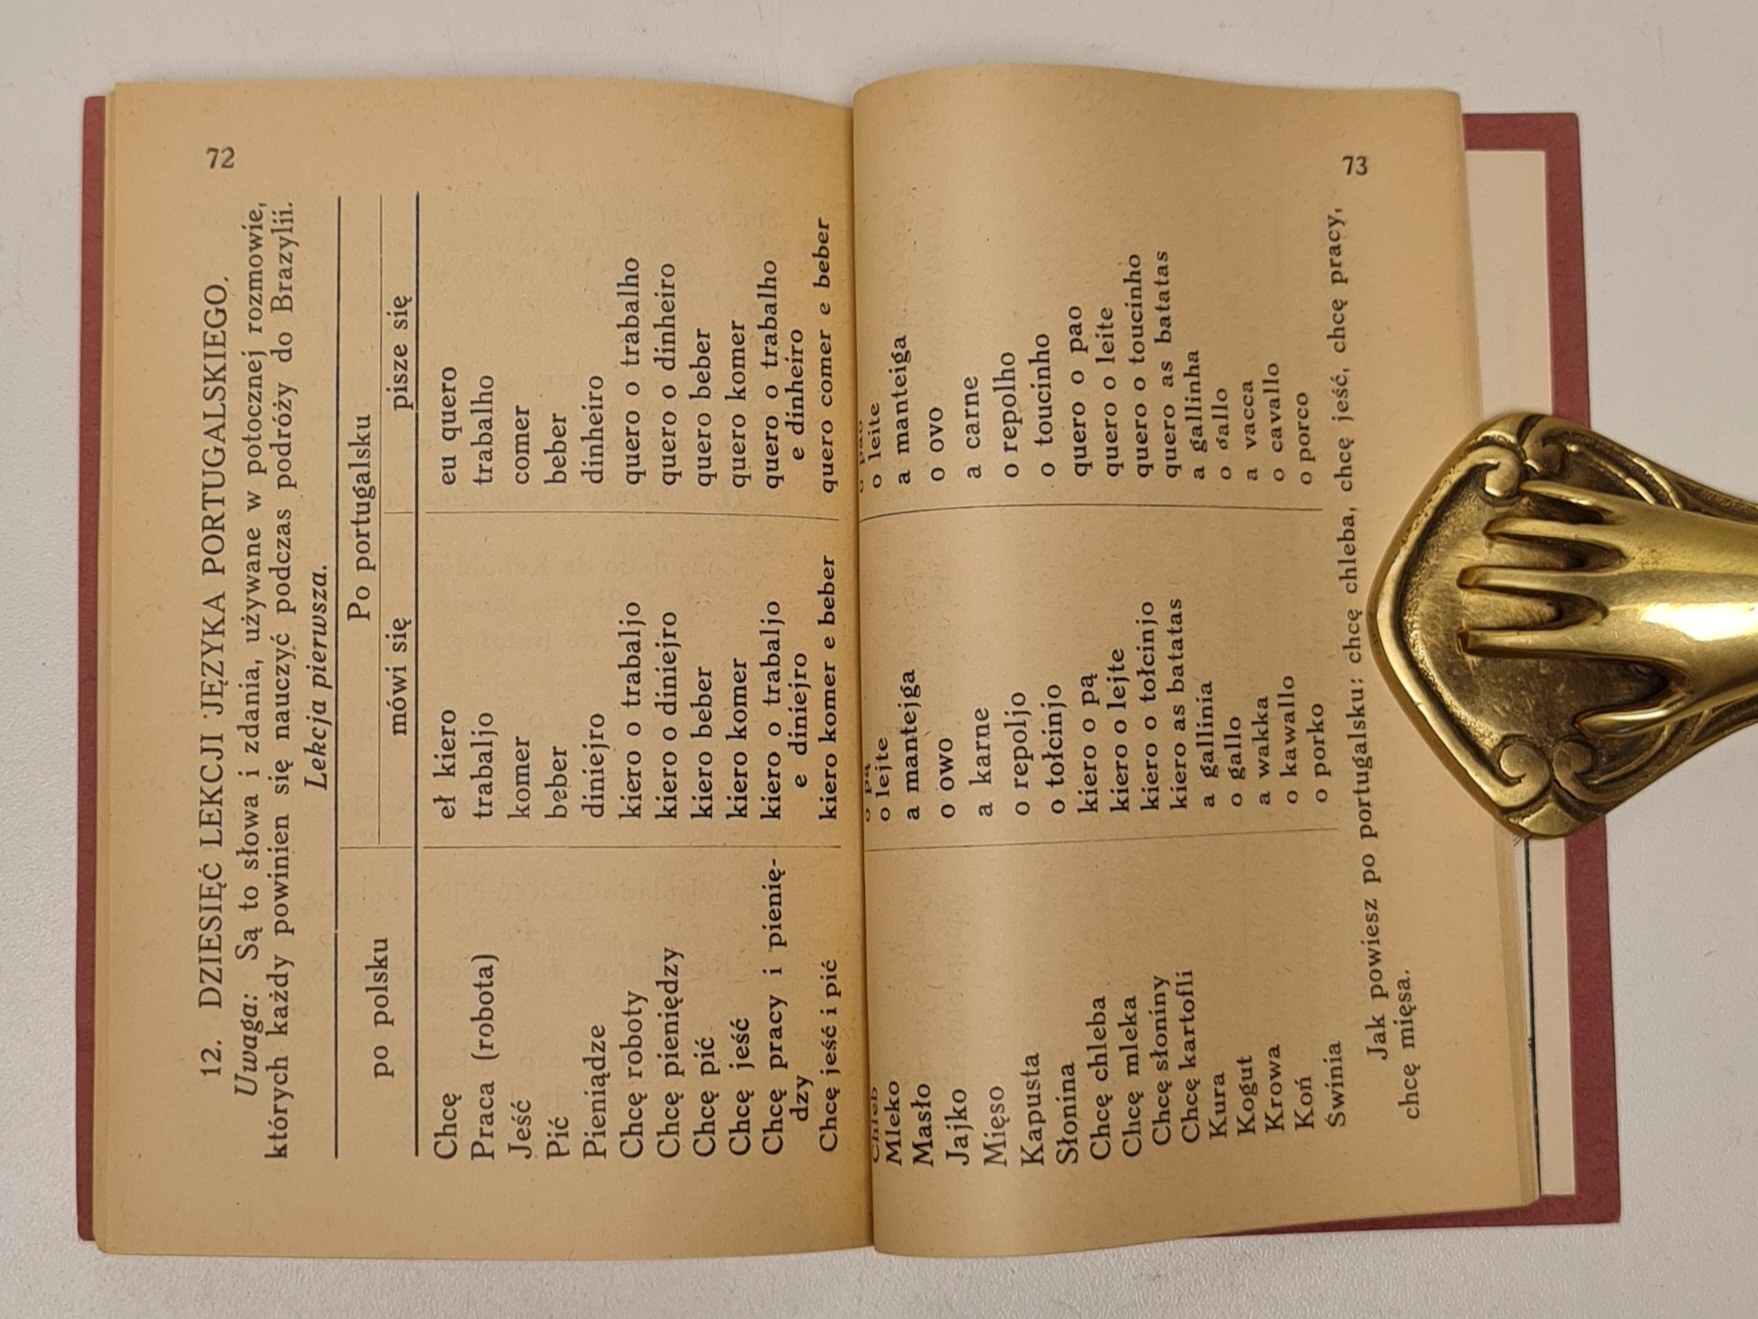 72
12. DZIESIĘĆ LEKCJI JĘZYKA PORTUGALSKIEGO.
Uwaga: Są to słowa i zdania, używane w potocznej rozmowie,
których każdy powinien się nauczyć podczas podróży do Brazylii.
Lekcja pierwsza.
po polsku Po portugalsku
mówi się pisze się
Chcę eł kiero eu quero
Praca (robota) trabaljo trabalho
Jeść komer comer
Pić beber beber
Pieniądze diniejro dinheiro
Chcę roboty kiero o trabaljo quero o trabalho
Chcę pieniędzy kiero o diniejro quero o dinheiro
Chcę pić kiero beber quero beber
Chcę jeść kiero komer quero komer
Chcę pracy i pienię- kiero o trabaljo quero o trabalho
dzy e diniejro e dinheiro
Chcę jeść i pić kiero komer e beber quero comer e beber
Chleb o pą o pao
Mleko o lejte o leite
Masło a mantejga a manteiga
Jajko o owo o ovo
Mięso a karne a carne
Kapusta o repoljo o repolho
Słonina o tołcinjo o toucinho
Chcę chleba kiero o pą quero o pao
Chcę mleka kiero o lejte quero o leite
Chcę słoniny kiero o tołcinjo quero o toucinho
Chcę kartofli kiero as batatas quero as batatas
Kura a gallinia a gallinha
Kogut o gallo o gallo
Krowa a wakka a vacca
Koń o kawallo o cavallo
Świnia o porko o porco
Jak powiesz po portugalsku: chcę chleba, chcę jeść, chcę pracy,
chcę mięsa.
73